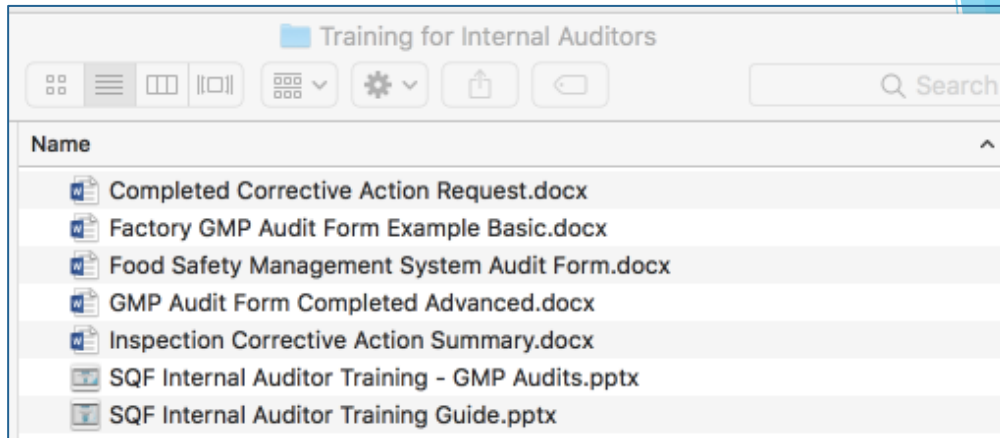 Training for Internal Auditors
Search
Name
Completed Corrective Action Request.docx
Factory GMP Audit Form Example Basic.docx
Food Safety Management System Audit Form.docx
GMP Audit Form Completed Advanced.docx
Inspection Corrective Action Summary.docx
SQF Internal Auditor Training - GMP Audits.pptx
SQF Internal Auditor Training Guide.pptx